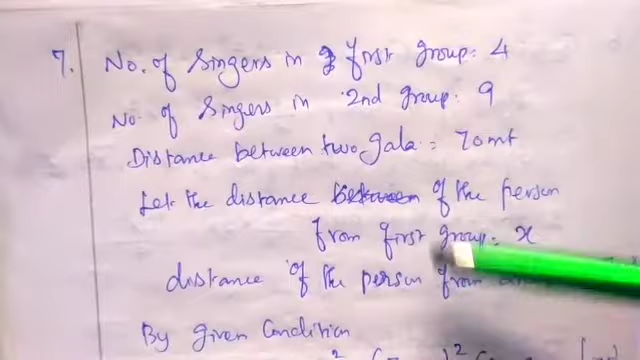 7. No. of Singers in first group: 4
No. of Singers in 2nd group: 9
Distance between two gala = 70mt
Let the distance of the person
from first group: x
distance of the person from
By given Condition